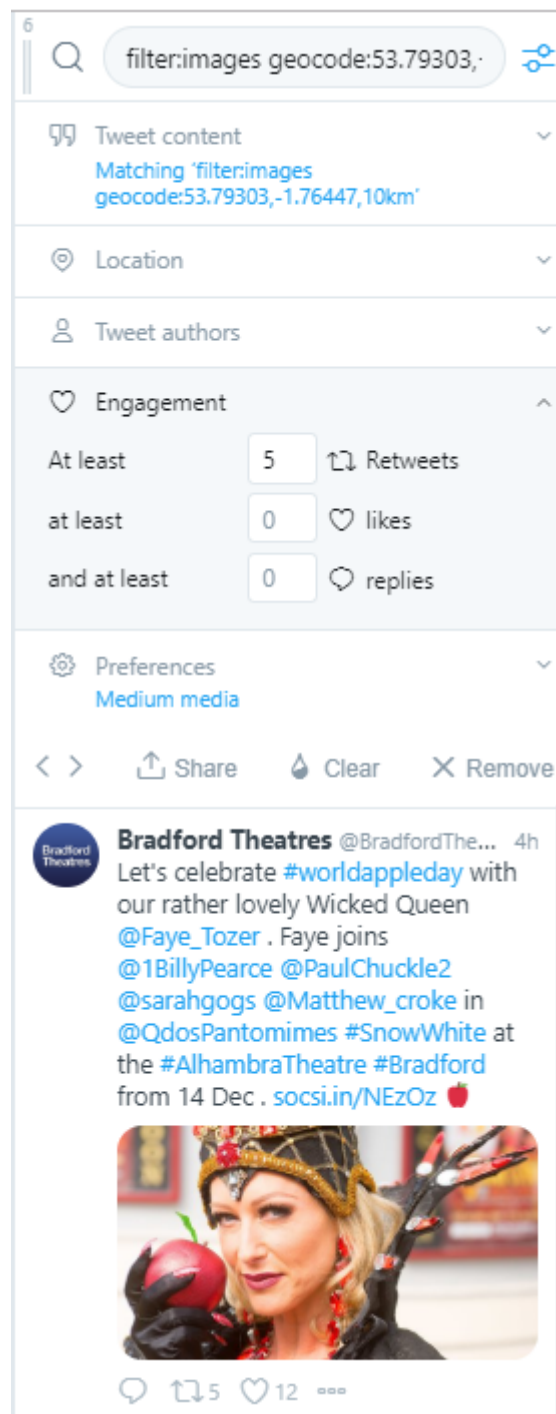 6
filter:images geocode:53.79303,-
Tweet content
Matching 'filter:images
geocode:53.79303,-1.76447,10km'
Location
Tweet authors
Engagement
At least 5 Retweets
at least 0 likes
and at least 0 replies
Preferences
Medium media
Share Clear Remove
Bradford
Theatres
Bradford Theatres @BradfordThe... 4h
Let's celebrate #worldappleday with
our rather lovely Wicked Queen
@Faye_Tozer . Faye joins
@1BillyPearce @PaulChuckle2
@sarahgogs @Matthew_croke in
@QdosPantomimes #SnowWhite at
the #AlhambraTheatre #Bradford
from 14 Dec . socsi.in/NEzOz 🍎
5 12